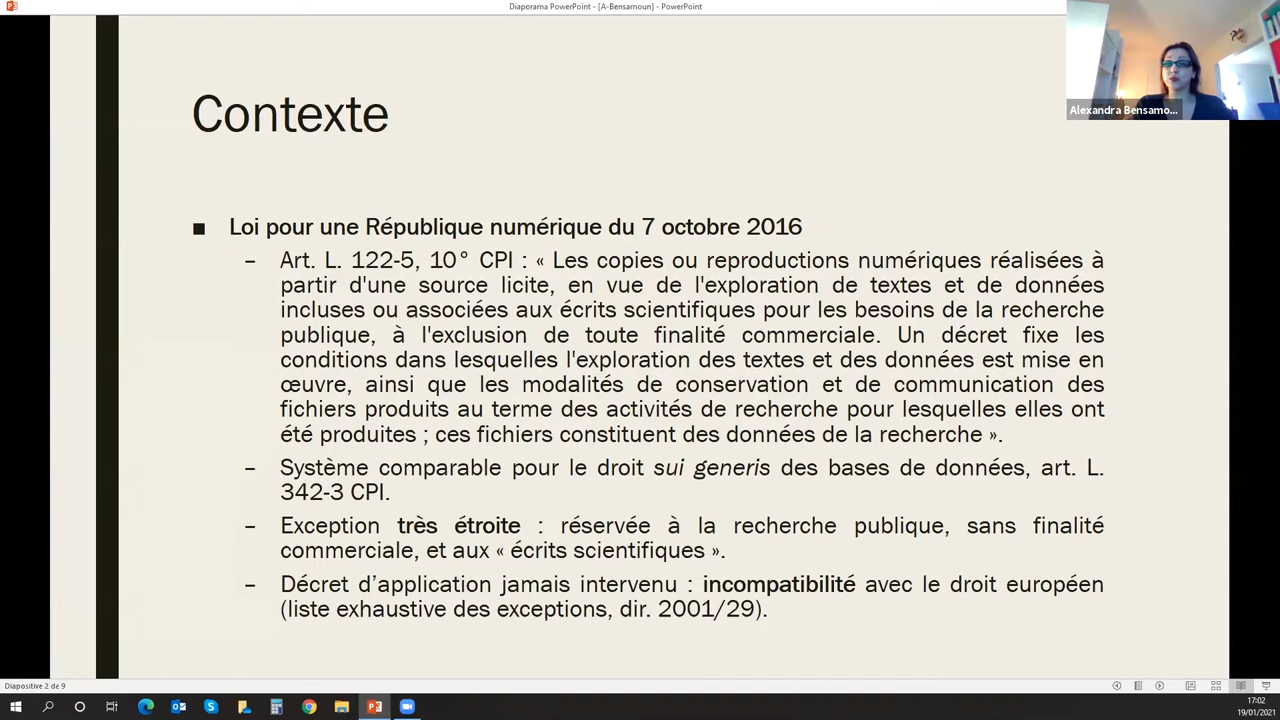 Diaporama PowerPoint - [A-Bensamoun] - PowerPoint
Alexandra Bensamo...
Contexte
■ Loi pour une République numérique du 7 octobre 2016
– Art. L. 122-5, 10° CPI : « Les copies ou reproductions numériques réalisées à
partir d'une source licite, en vue de l'exploration de textes et de données
incluses ou associées aux écrits scientifiques pour les besoins de la recherche
publique, à l'exclusion de toute finalité commerciale. Un décret fixe les
conditions dans lesquelles l'exploration des textes et des données est mise en
œuvre, ainsi que les modalités de conservation et de communication des
fichiers produits au terme des activités de recherche pour lesquelles elles ont
été produites ; ces fichiers constituent des données de la recherche ».
– Système comparable pour le droit sui generis des bases de données, art. L.
342-3 CPI.
– Exception très étroite : réservée à la recherche publique, sans finalité
commerciale, et aux « écrits scientifiques ».
– Décret d’application jamais intervenu : incompatibilité avec le droit européen
(liste exhaustive des exceptions, dir. 2001/29).
Diapositive 2 de 9
17:02
19/01/2021